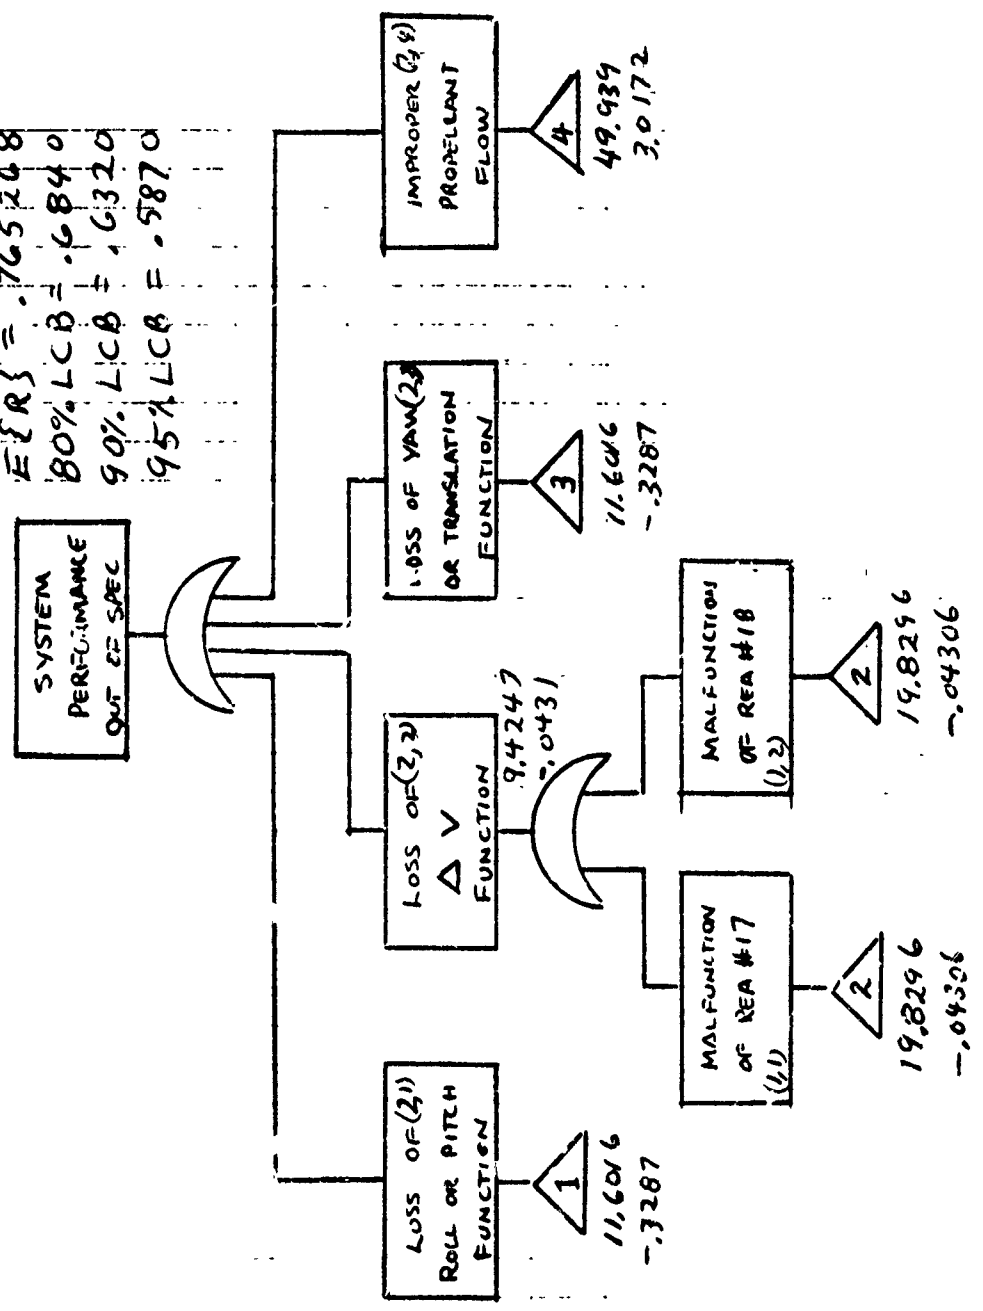 E{R} = .765268
80% LCB = .6840
90% LCB = .6320
95% LCB = .5870
SYSTEM
PERFORMANCE
OUT OF SPEC
LOSS OF (2,1)
ROLL OR PITCH
FUNCTION
1
11.6016
-.3287
LOSS OF (2,2)
Δ V
FUNCTION
9.4247
-.0431
LOSS OF YAW (2,3)
OR TRANSLATION
FUNCTION
3
11.6016
-.3287
IMPROPER (2,4)
PROPELLANT
FLOW
4
49.939
3.0172
MALFUNCTION
OF REA #17
(1,1)
2
19.8296
-.04306
MALFUNCTION
OF REA #18
(1,2)
2
19.8296
-.04306